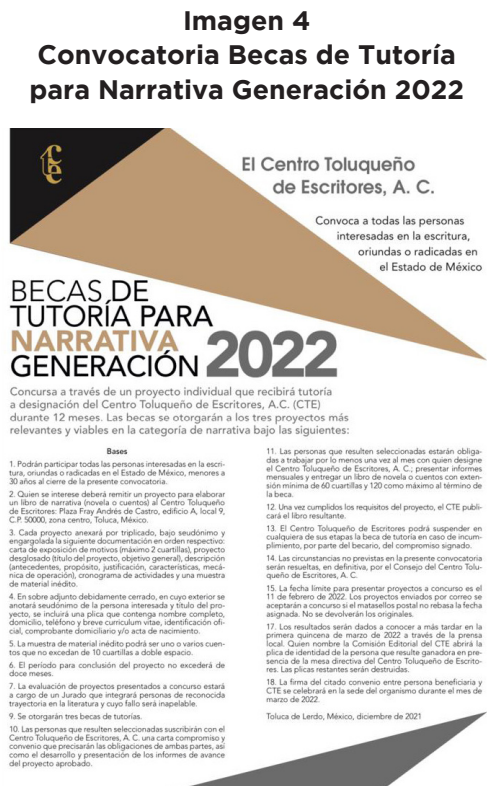 Imagen 4
Convocatoria Becas de Tutoría
para Narrativa Generación 2022
cte
El Centro Toluqueño
de Escritores, A. C.
Convoca a todas las personas
interesadas en la escritura,
oriundas o radicadas en
el Estado de México
BECAS DE
TUTORÍA PARA
NARRATIVA
GENERACIÓN 2022
Concursa a través de un proyecto individual que recibirá tutoría
a designación del Centro Toluqueño de Escritores, A.C. (CTE)
durante 12 meses. Las becas se otorgarán a los tres proyectos más
relevantes y viables en la categoría de narrativa bajo las siguientes:
Bases
1. Podrán participar todas las personas interesadas en la escri-
tura, oriundas o radicadas en el Estado de México, menores a
30 años al cierre de la presente convocatoria.
2. Quien se interese deberá remitir un proyecto para elaborar
un libro de narrativa (novela o cuentos) al Centro Toluqueño
de Escritores: Plaza Fray Andrés de Castro, edificio A, local 9,
C.P. 50000, zona centro, Toluca, México.
3. Cada proyecto anexará por triplicado, bajo seudónimo y
engargolada la siguiente documentación en orden respectivo:
carta de exposición de motivos (máximo 2 cuartillas), proyecto
desglosado (título del proyecto, objetivo general), descripción
(antecedentes, propósito, justificación, características, mecá-
nica de operación), cronograma de actividades y una muestra
de material inédito.
4. En sobre adjunto debidamente cerrado, en cuyo exterior se
anotará seudónimo de la persona interesada y título del pro-
yecto, se incluirá una plica que contenga nombre completo,
domicilio, teléfono y breve curriculum vitae, identificación ofi-
cial, comprobante domiciliario y/o acta de nacimiento.
5. La muestra de material inédito podrá ser uno o varios cuen-
tos que no excedan de 10 cuartillas a doble espacio.
6. El período para conclusión del proyecto no excederá de
doce meses.
7. La evaluación de proyectos presentados a concurso estará
a cargo de un Jurado que integrará personas de reconocida
trayectoria en la literatura y cuyo fallo será inapelable.
9. Se otorgarán tres becas de tutorías.
10. Las personas que resulten seleccionadas suscribirán con el
Centro Toluqueño de Escritores, A. C. una carta compromiso y
convenio que precisarán las obligaciones de ambas partes, así
como el desarrollo y presentación de los informes de avance
del proyecto aprobado.
11. Las personas que resulten seleccionadas estarán obliga-
das a trabajar por lo menos una vez al mes con quien designe
el Centro Toluqueño de Escritores, A. C.; presentar informes
mensuales y entregar un libro de novela o cuentos con exten-
sión mínima de 60 cuartillas y 120 como máximo al término de
la beca.
12. Una vez cumplidos los requisitos del proyecto, el CTE publi-
cará el libro resultante.
13. El Centro Toluqueño de Escritores podrá suspender en
cualquiera de sus etapas la beca de tutoría en caso de incum-
plimiento, por parte del becario, del compromiso signado.
14. Las circunstancias no previstas en la presente convocatoria
serán resueltas, en definitiva, por el Consejo del Centro Tolu-
queño de Escritores, A. C.
15. La fecha límite para presentar proyectos a concurso es el
11 de febrero de 2022. Los proyectos enviados por correo se
aceptarán a concurso si el matasellos postal no rebasa la fecha
asignada. No se devolverán los originales.
17. Los resultados serán dados a conocer a más tardar en la
primera quincena de marzo de 2022 a través de la prensa
local. Quien nombre la Comisión Editorial del CTE abrirá la
plica de identidad de la persona que resulte ganadora en pre-
sencia de la mesa directiva del Centro Toluqueño de Escrito-
res. Las plicas restantes serán destruidas.
18. La firma del citado convenio entre persona beneficiaria y
CTE se celebrará en la sede del organismo durante el mes de
marzo de 2022.
Toluca de Lerdo, México, diciembre de 2021